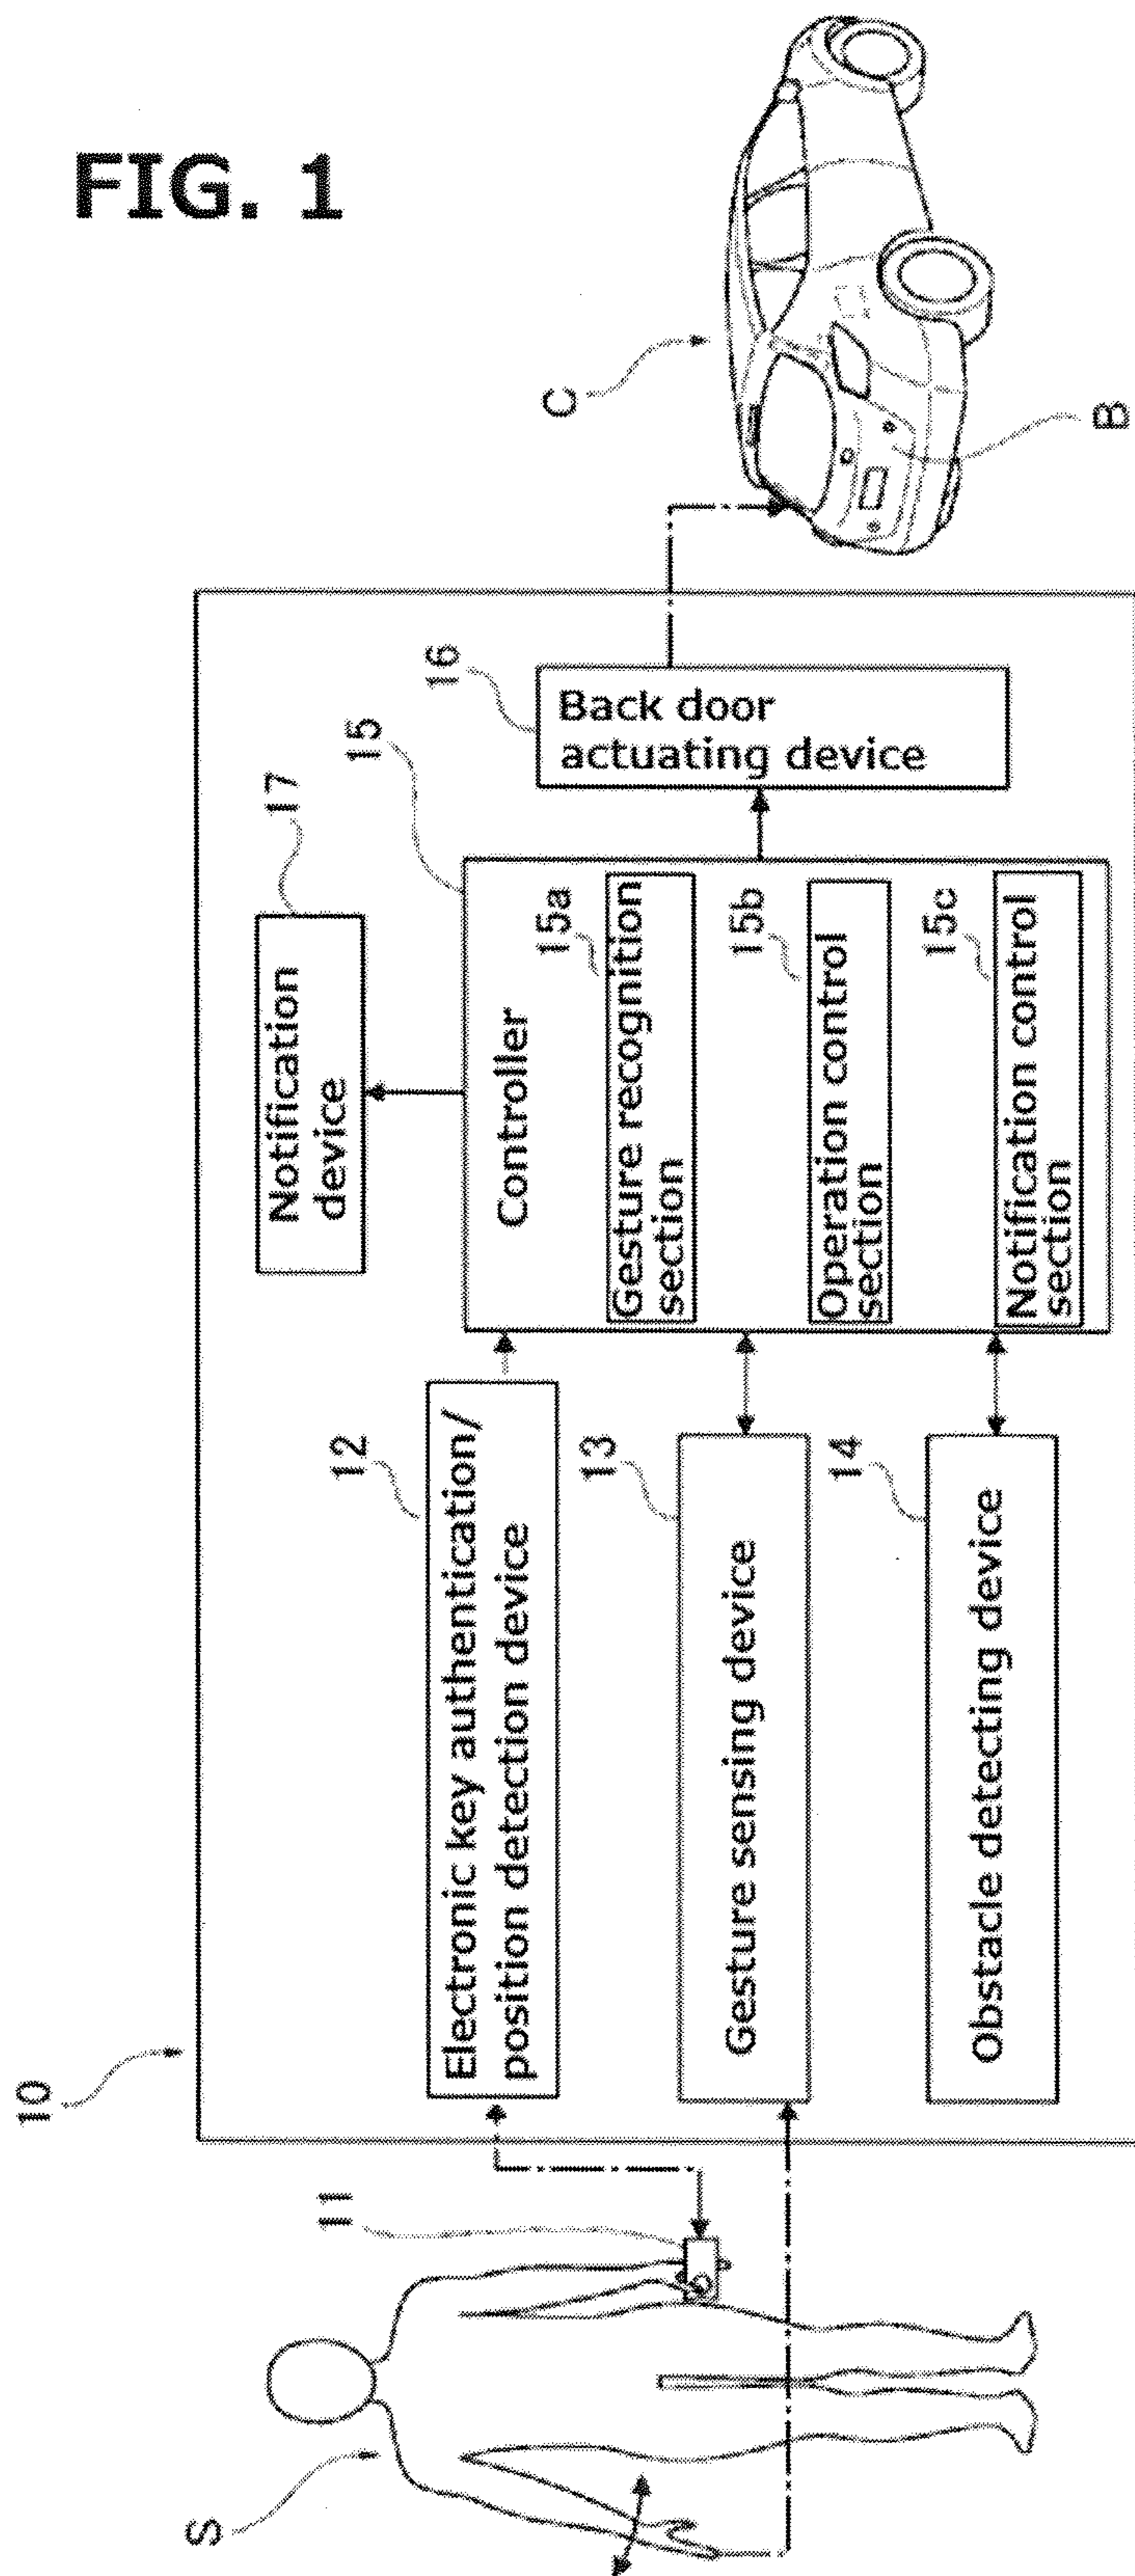 FIG. 1
10
S
11
12
Electronic key authentication/
position detection device
13
Gesture sensing device
14
Obstacle detecting device
17
Notification
device
15
Controller
15a
Gesture recognition
section
15b
Operation control
section
15c
Notification control
section
16
Back door
actuating device
C
B